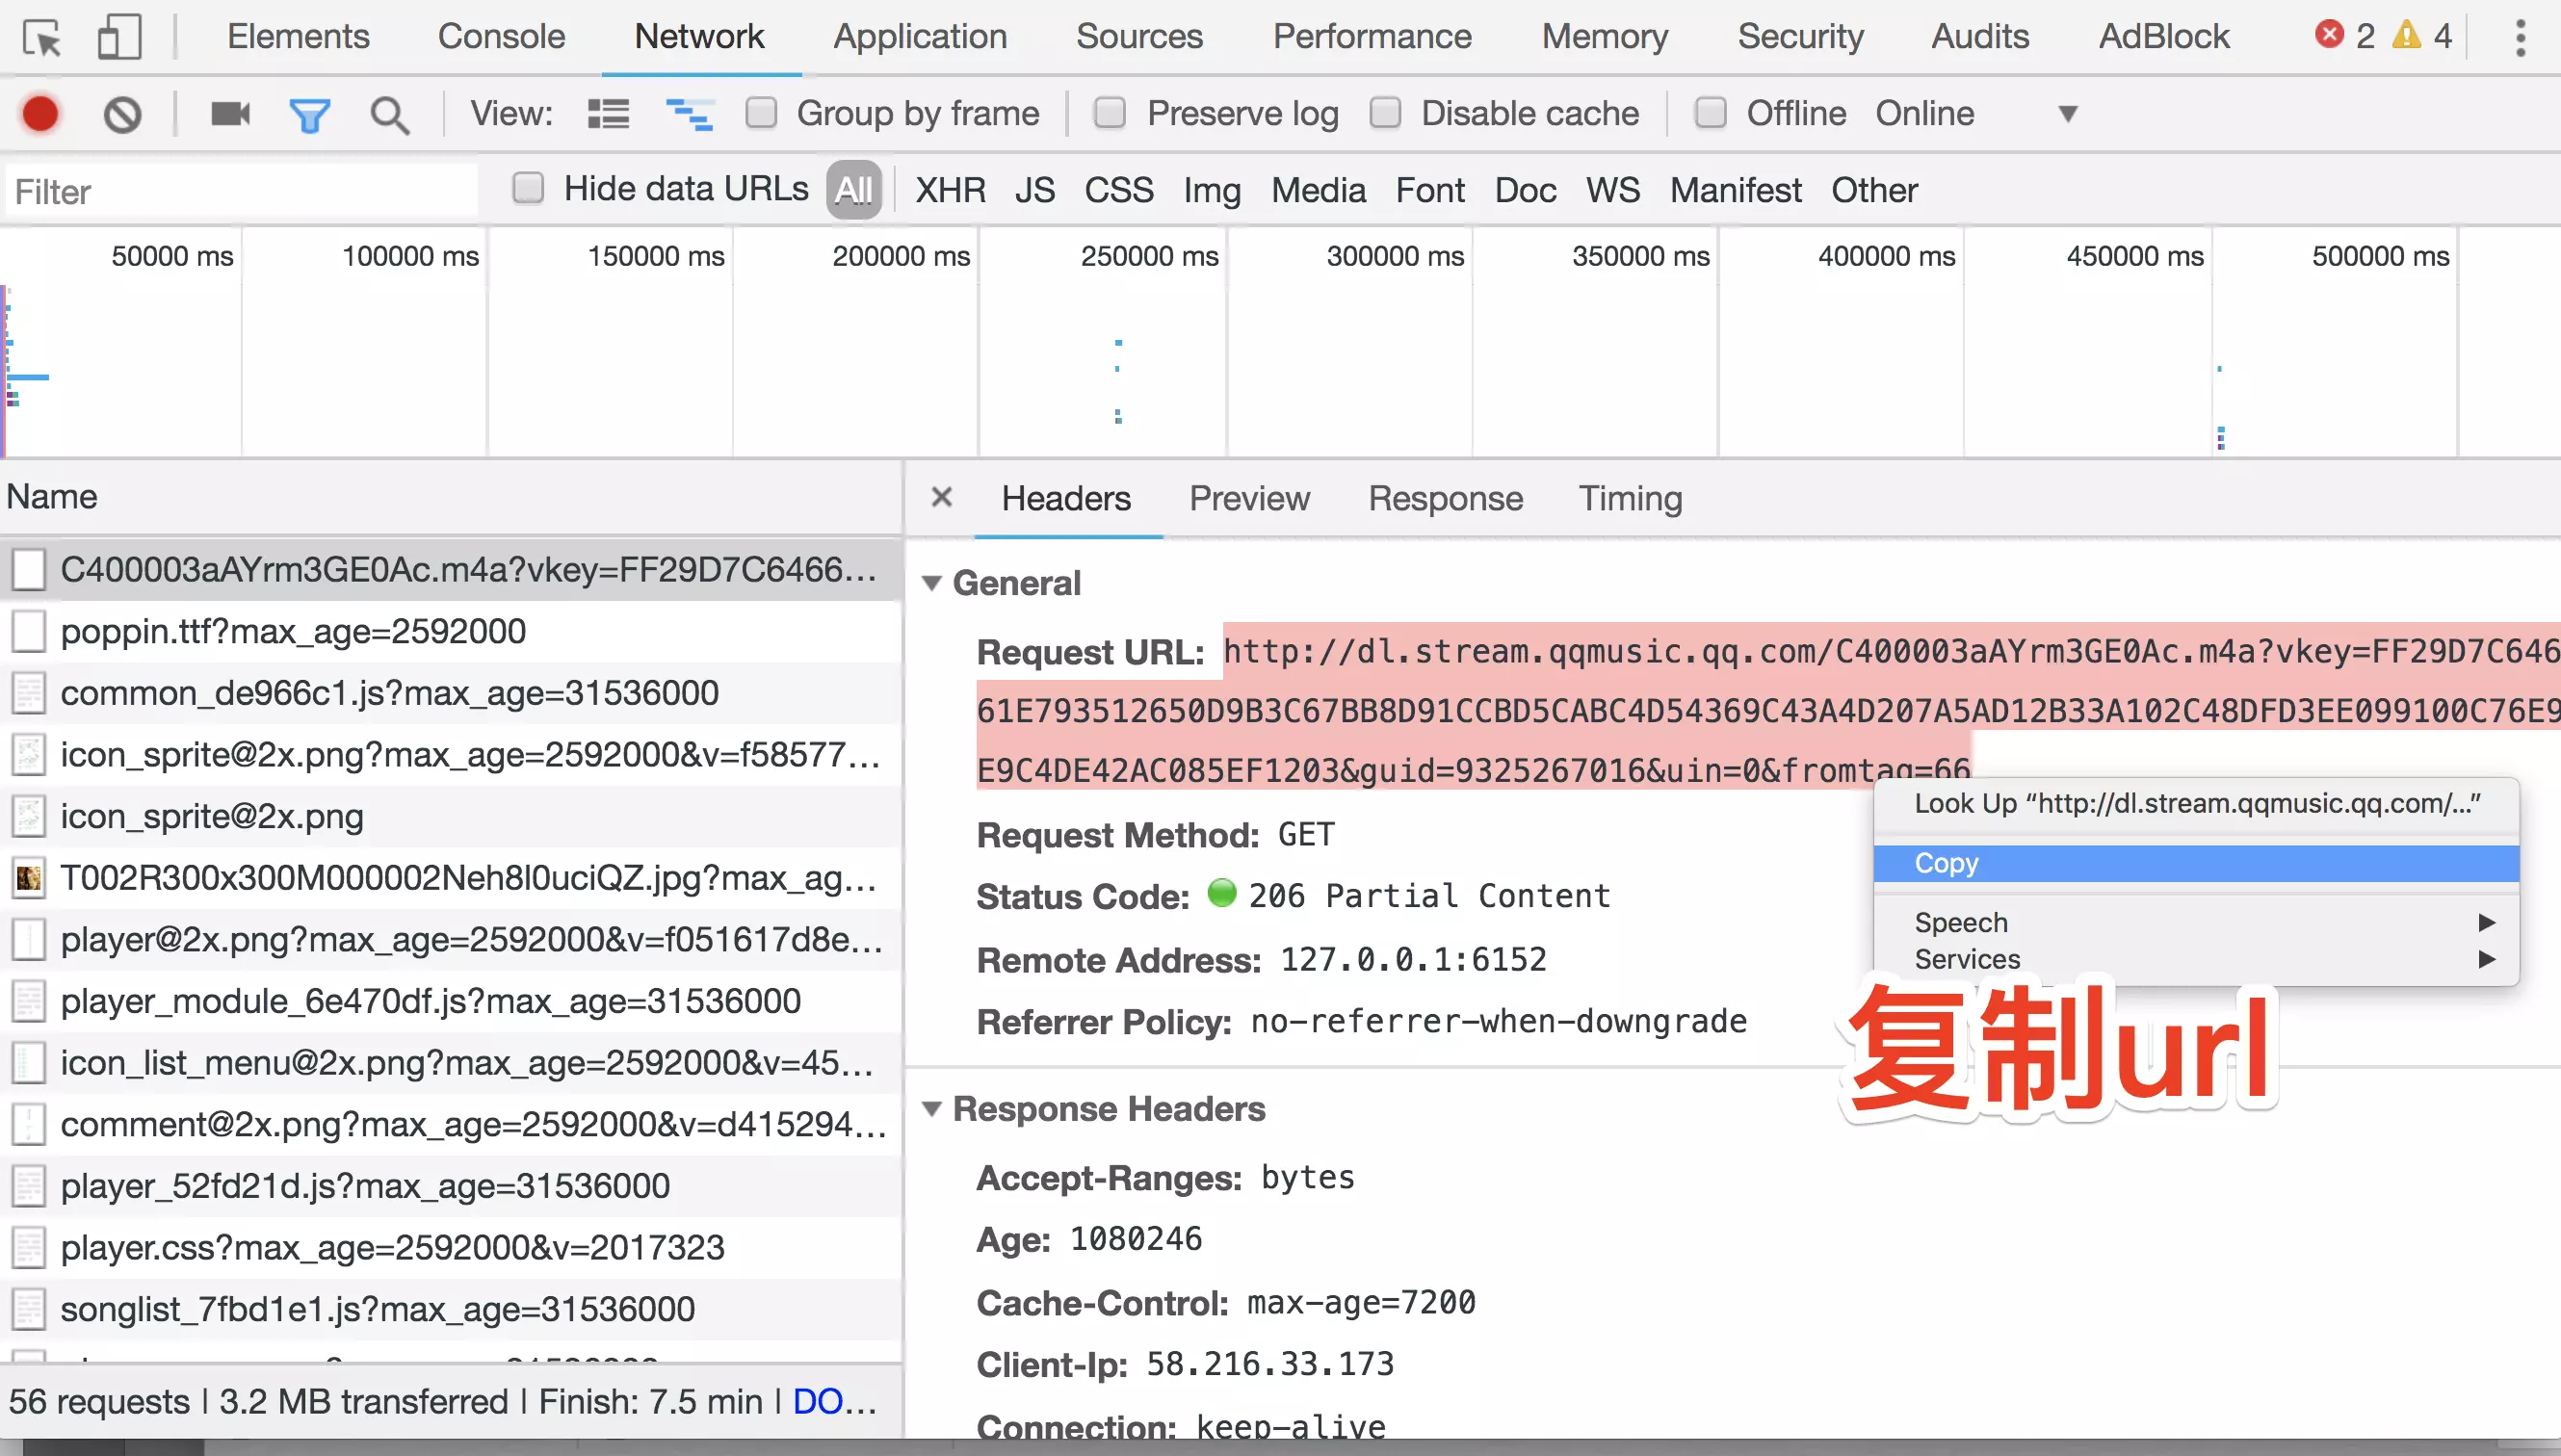 Elements Console Network Application Sources Performance Memory Security Audits AdBlock 2 4
View: Group by frame Preserve log Disable cache Offline Online
Filter Hide data URLs All XHR JS CSS Img Media Font Doc WS Manifest Other
50000 ms 100000 ms 150000 ms 200000 ms 250000 ms 300000 ms 350000 ms 400000 ms 450000 ms 500000 ms
Name
C400003aAYrm3GE0Ac.m4a?vkey=FF29D7C6466...
poppin.ttf?max_age=2592000
common_de966c1.js?max_age=31536000
icon_sprite@2x.png?max_age=2592000&v=f58577...
icon_sprite@2x.png
T002R300x300M000002Neh8l0uciQZ.jpg?max_ag...
player@2x.png?max_age=2592000&v=f051617d8e...
player_module_6e470df.js?max_age=31536000
icon_list_menu@2x.png?max_age=2592000&v=45...
comment@2x.png?max_age=2592000&v=d415294...
player_52fd21d.js?max_age=31536000
player.css?max_age=2592000&v=2017323
songlist_7fbd1e1.js?max_age=31536000
56 requests | 3.2 MB transferred | Finish: 7.5 min | DO...
Headers Preview Response Timing
General
Request URL: http://dl.stream.qqmusic.qq.com/C400003aAYrm3GE0Ac.m4a?vkey=FF29D7C646
61E793512650D9B3C67BB8D91CCBD5CABC4D54369C43A4D207A5AD12B33A102C48DFD3EE099100C76E9
E9C4DE42AC085EF1203&guid=9325267016&uin=0&fromtag=66
Request Method: GET
Status Code: 206 Partial Content
Remote Address: 127.0.0.1:6152
Referrer Policy: no-referrer-when-downgrade
Look Up “http://dl.stream.qqmusic.qq.com/...”
Copy
Speech
Services
复制url
Response Headers
Accept-Ranges: bytes
Age: 1080246
Cache-Control: max-age=7200
Client-Ip: 58.216.33.173
Connection: keep-alive